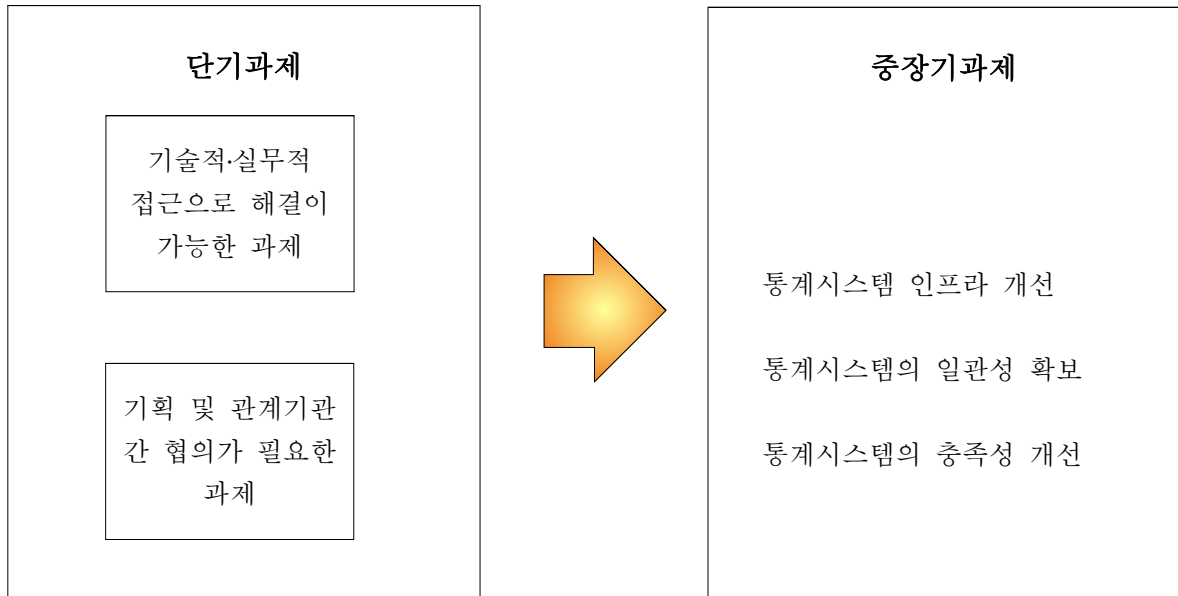 단기과제
기술적·실무적
접근으로 해결이
가능한 과제
기획 및 관계기관
간 협의가 필요한
과제
중장기과제
통계시스템 인프라 개선
통계시스템의 일관성 확보
통계시스템의 충족성 개선